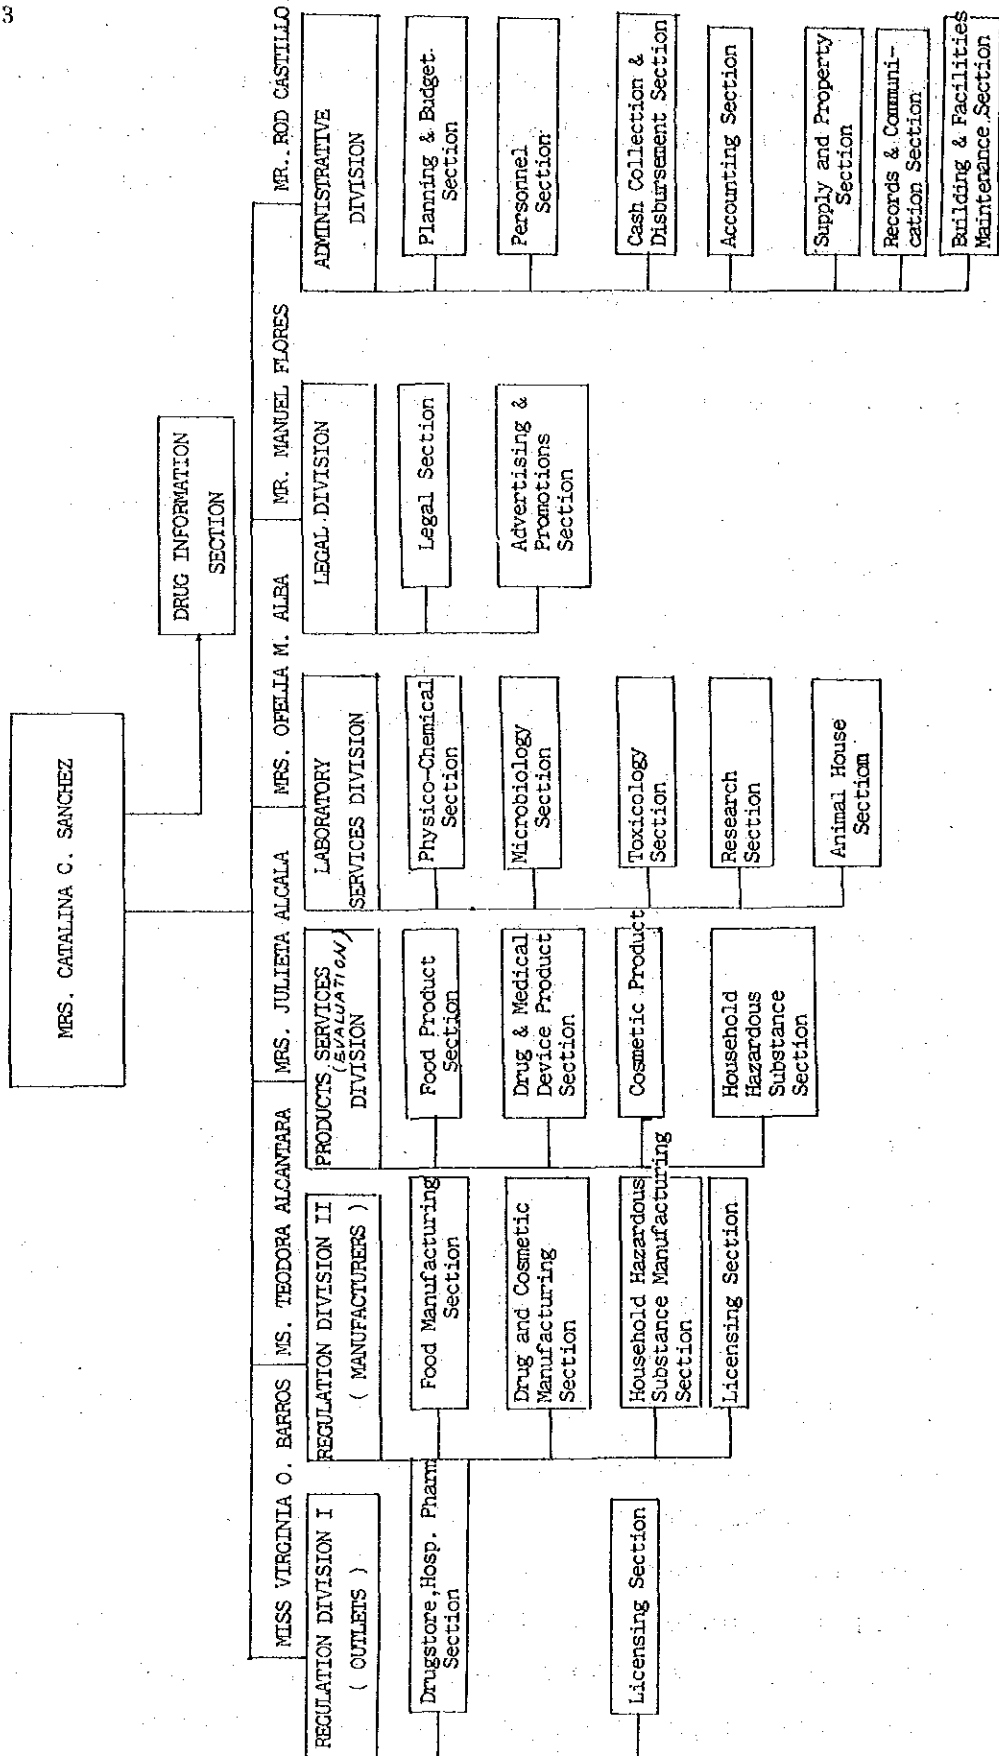 3
MRS. CATALINA C. SANCHEZ
DRUG INFORMATION
SECTION
MISS VIRGINIA O. BARROS
MS. TEODORA ALCANTARA
MRS. JULIETA ALCALA
MRS. OFELIA M. ALBA
MR. MANUEL FLORES
MR. ROD CASTILLO
REGULATION DIVISION I
( OUTLETS )
Drugstore,Hosp. Pharm
Section
Licensing Section
REGULATION DIVISION II
( MANUFACTURERS )
Food Manufacturing
Section
Drug and Cosmetic
Manufacturing
Section
Household Hazardous
Substance Manufacturing
Section
Licensing Section
PRODUCTS SERVICES
(EVALUATION)
DIVISION
Food Product
Section
Drug & Medical
Device Product
Section
Cosmetic Product
Household
Hazardous
Substance
Section
LABORATORY
SERVICES DIVISION
Physico-Chemical
Section
Microbiology
Section
Toxicology
Section
Research
Section
Animal House
Section
LEGAL DIVISION
Legal Section
Advertising &
Promotions
Section
ADMINISTRATIVE
DIVISION
Planning & Budget.
Section
Personnel
Section
Cash Collection &
Disbursement Section
Accounting Section
Supply and Property
Section
Records & Communi-
cation Section
Building & Facilities
Maintenance Section